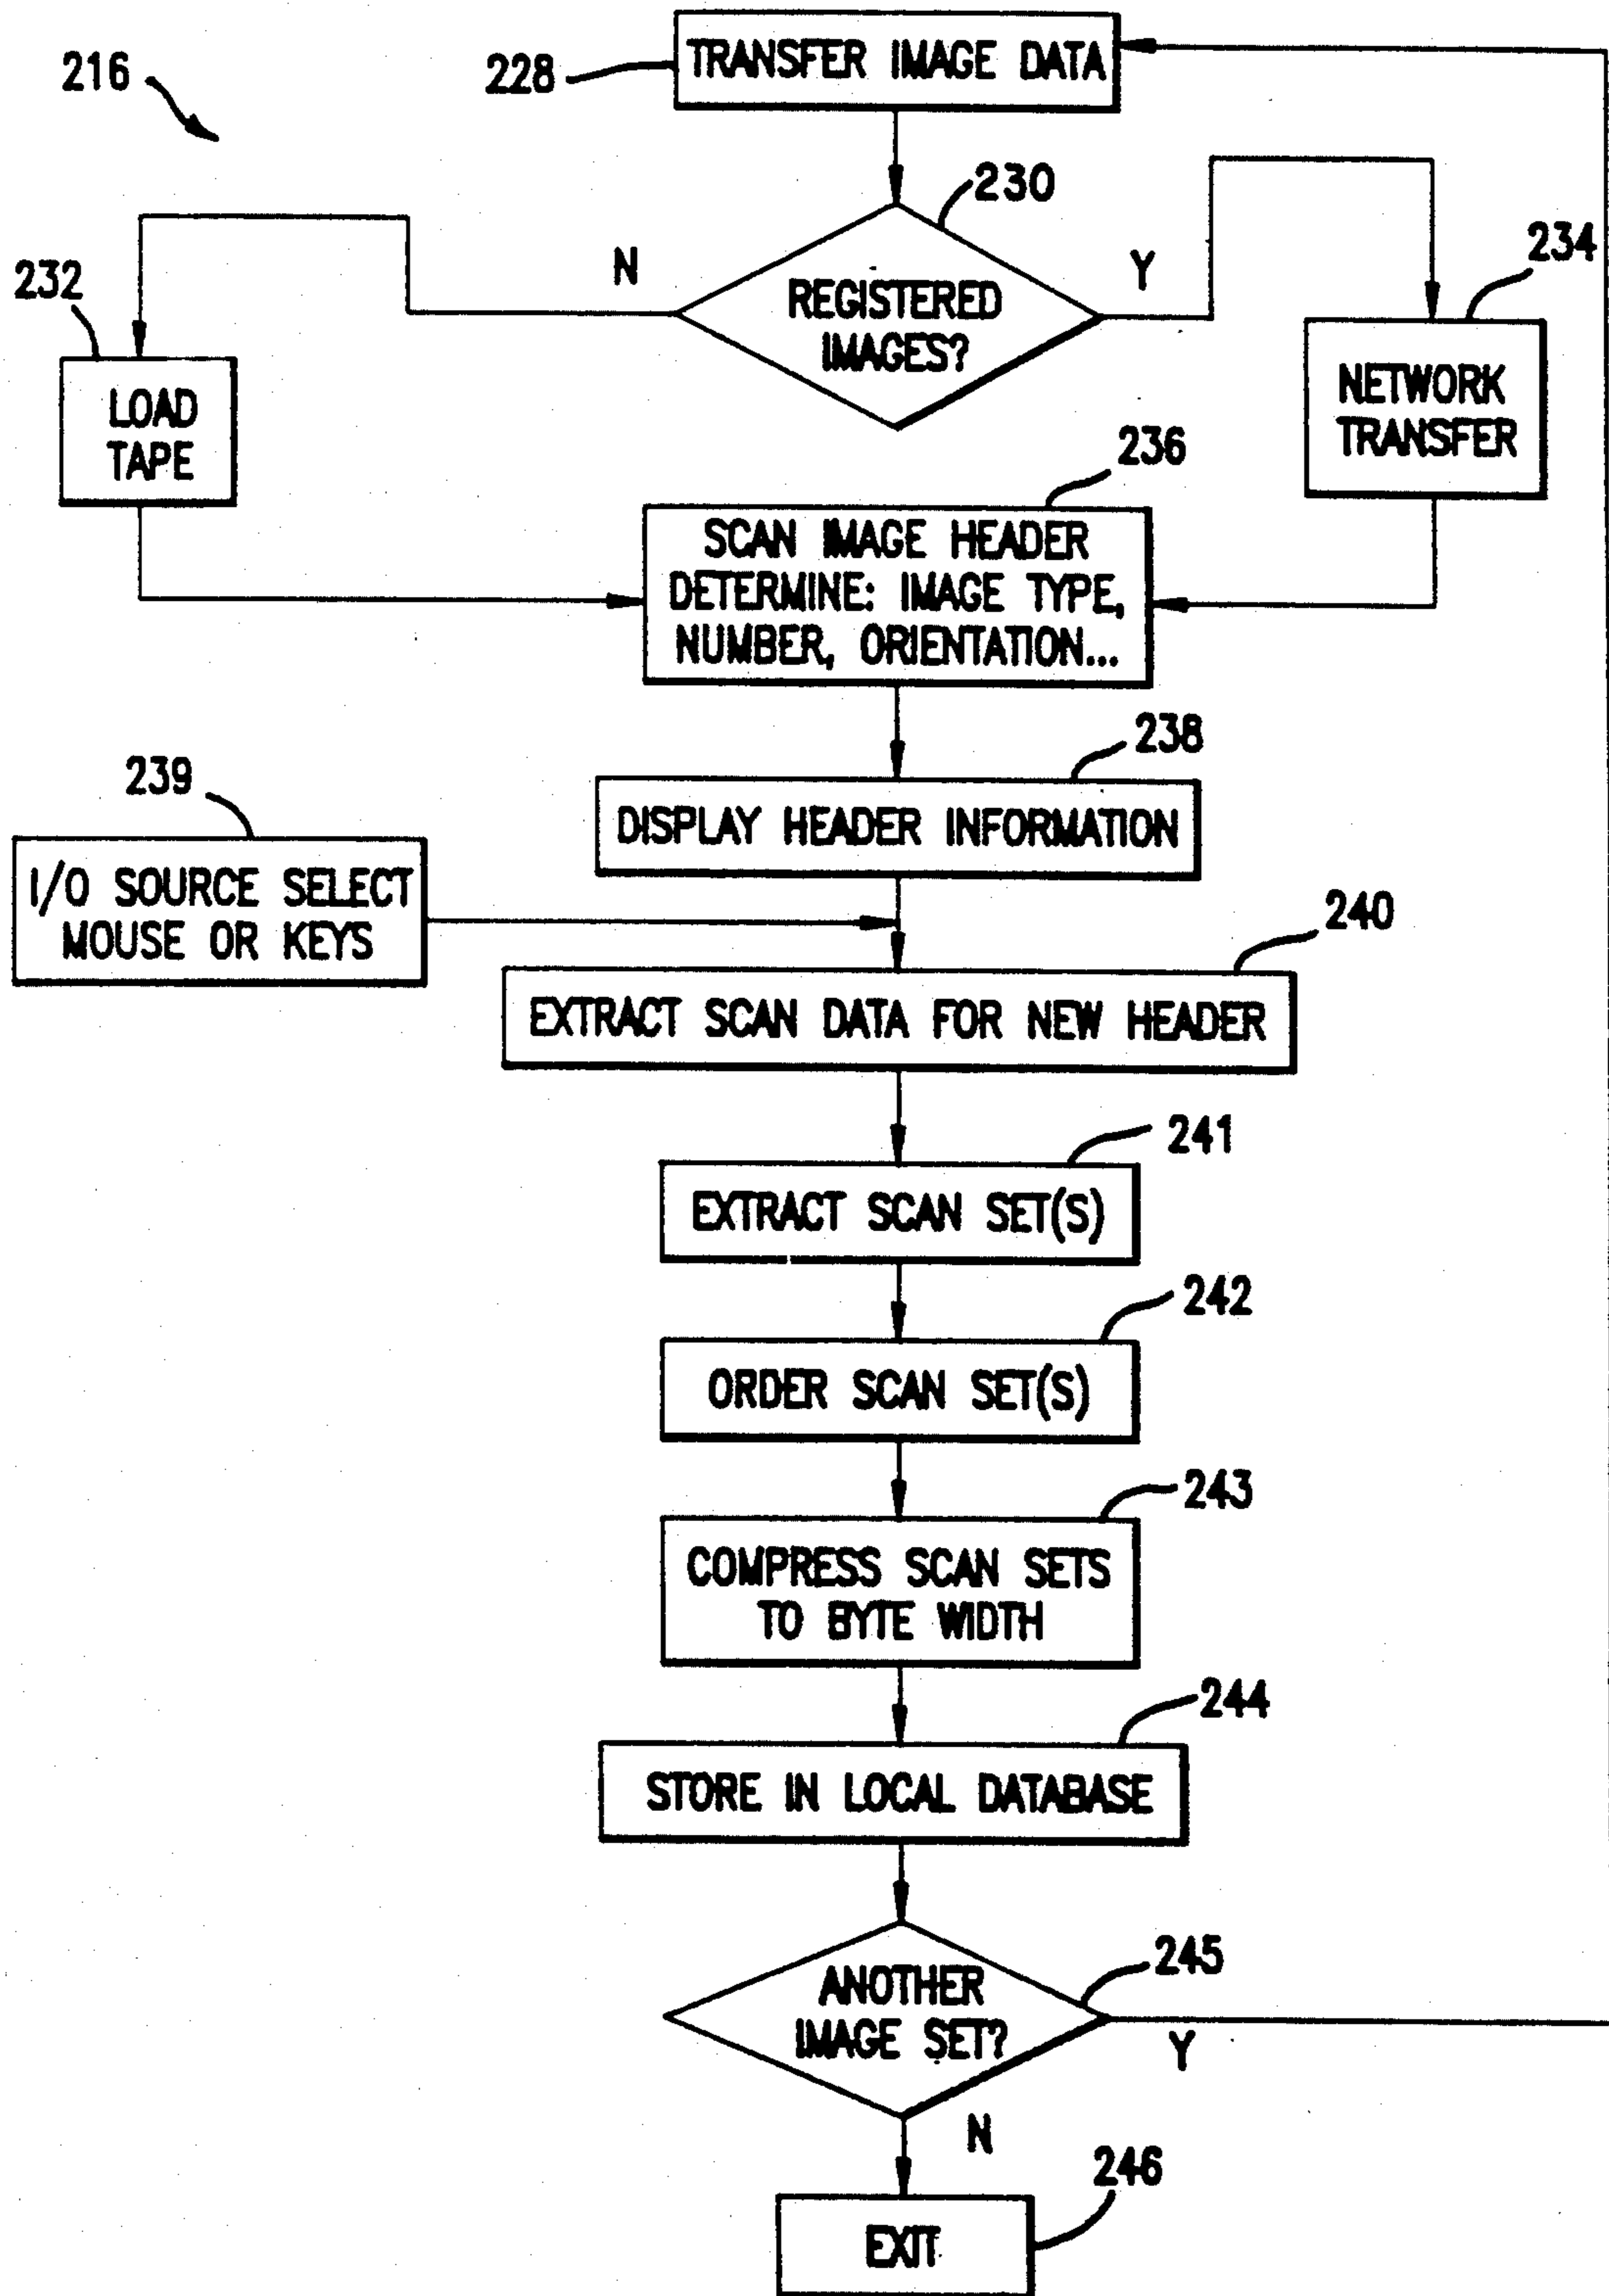 216
228
TRANSFER IMAGE DATA
230
N
Y
REGISTERED
IMAGES?
232
234
LOAD
TAPE
NETWORK
TRANSFER
236
SCAN IMAGE HEADER
DETERMINE: IMAGE TYPE,
NUMBER, ORIENTATION...
238
DISPLAY HEADER INFORMATION
239
I/O SOURCE SELECT
MOUSE OR KEYS
240
EXTRACT SCAN DATA FOR NEW HEADER
241
EXTRACT SCAN SET(S)
242
ORDER SCAN SET(S)
243
COMPRESS SCAN SETS
TO BYTE WIDTH
244
STORE IN LOCAL DATABASE
245
ANOTHER
IMAGE SET?
Y
N
246
EXIT